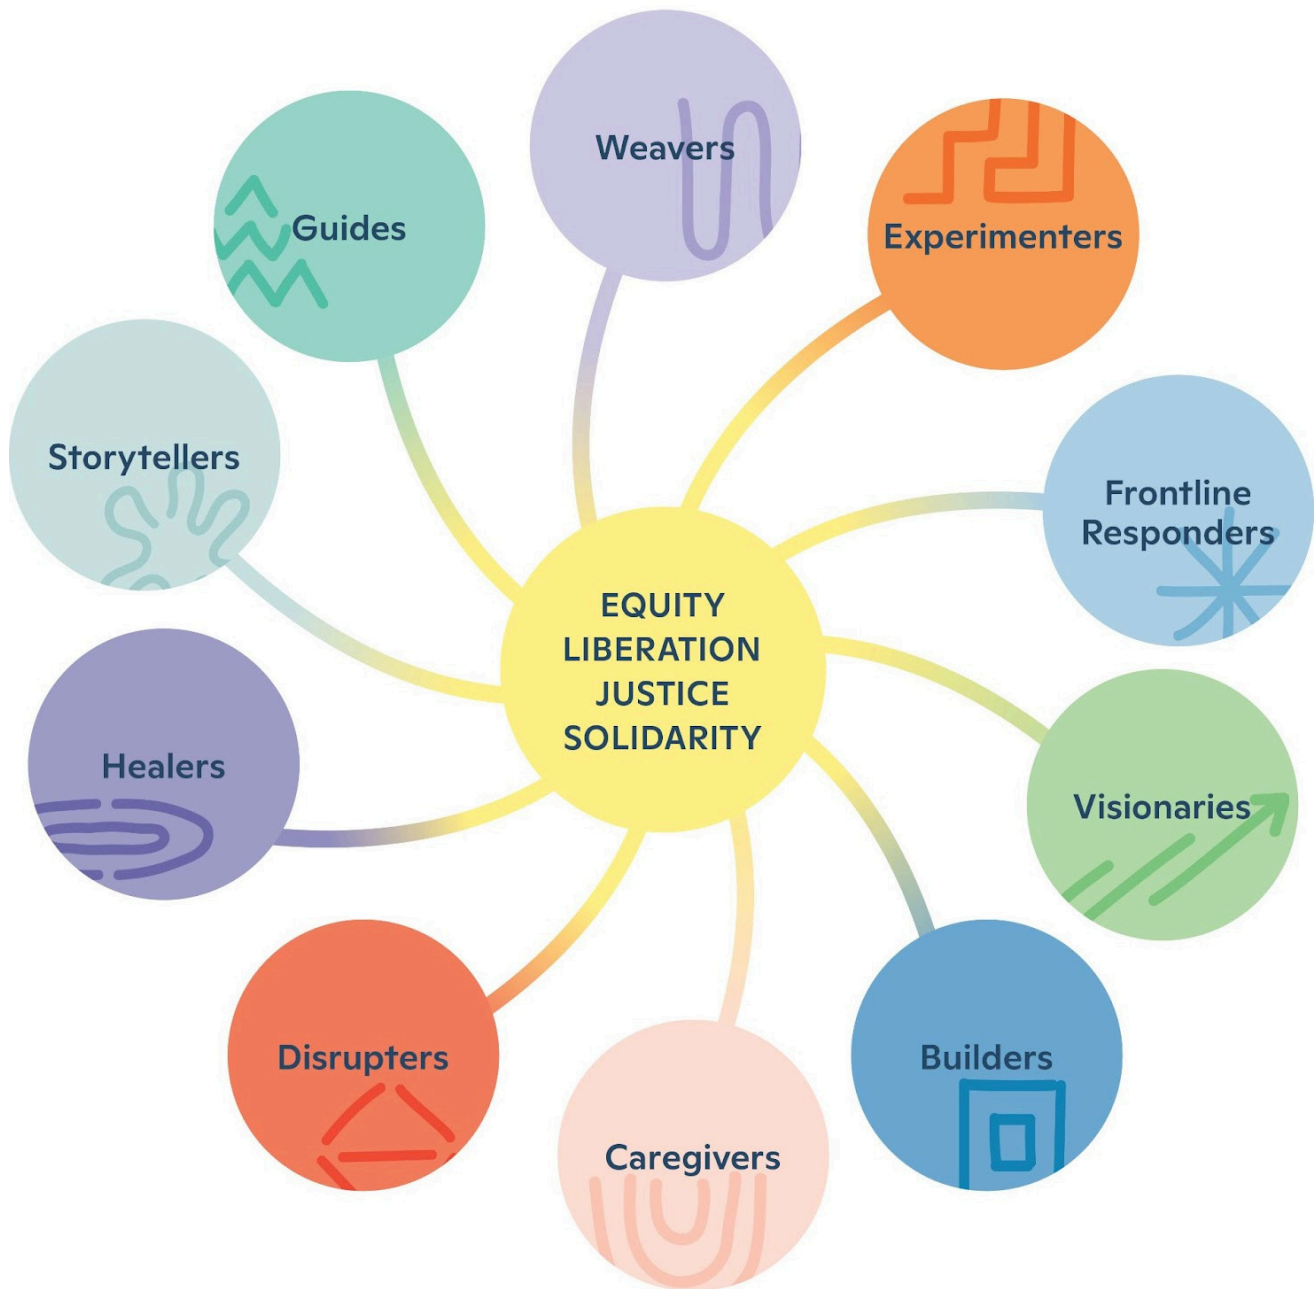 Weavers
Experimenters
Frontline
Responders
Visionaries
Builders
Caregivers
Disrupters
Healers
Storytellers
Guides
EQUITY
LIBERATION
JUSTICE
SOLIDARITY